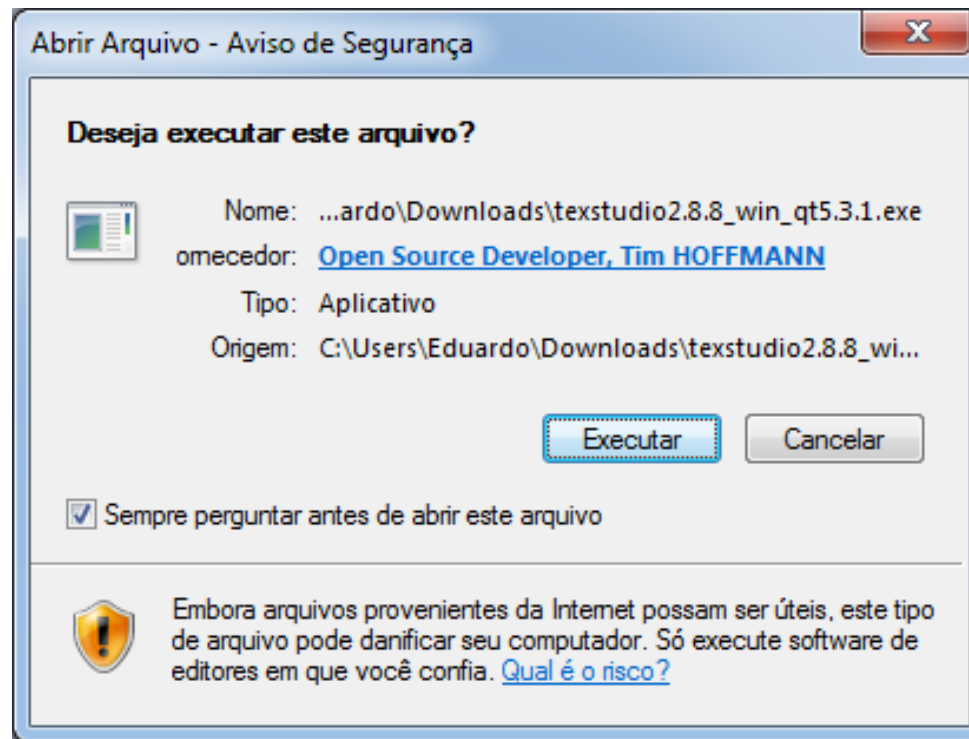 Abrir Arquivo - Aviso de Segurança
Deseja executar este arquivo?
Nome: ...ardo\Downloads\texstudio2.8.8_win_qt5.3.1.exe
omecedor: Open Source Developer, Tim HOFFMANN
Tipo: Aplicativo
Origem: C:\Users\Eduardo\Downloads\texstudio2.8.8_wi...
Executar Cancelar
Sempre perguntar antes de abrir este arquivo
Embora arquivos provenientes da Internet possam ser úteis, este tipo
de arquivo pode danificar seu computador. Só execute software de
editores em que você confia. Qual é o risco?